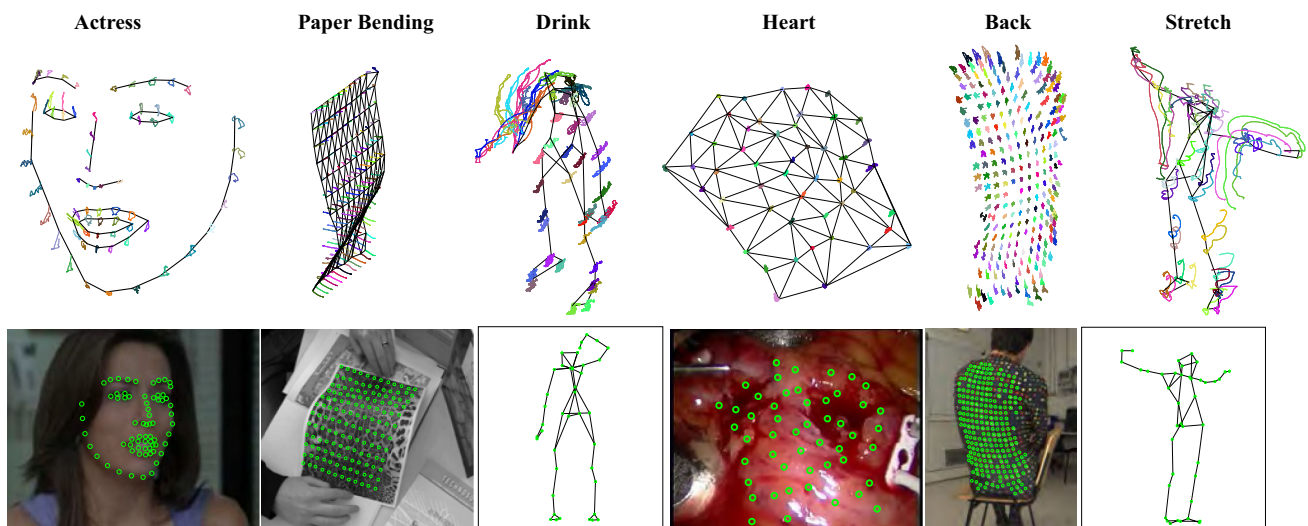 Actress
Paper Bending
Drink
Heart
Back
Stretch